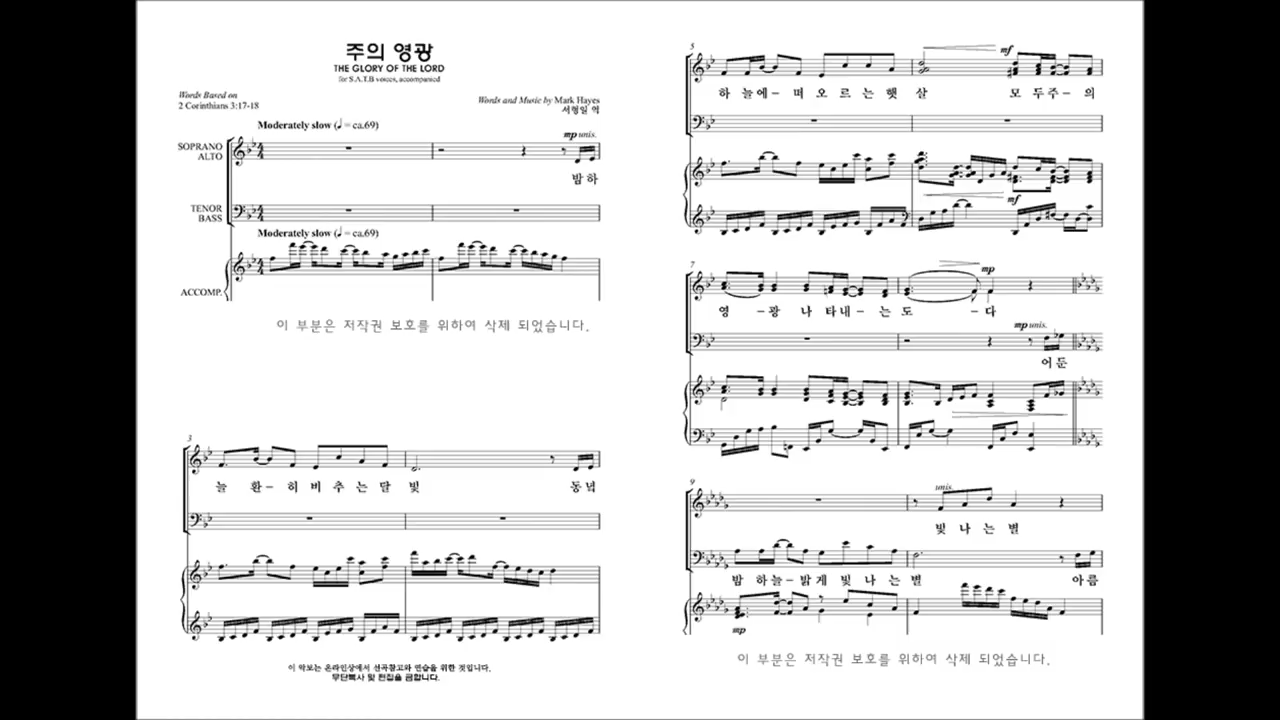 주의 영광
THE GLORY OF THE LORD
for S.A.T.B voices, accompanied
Words Based on
2 Corinthians 3:17-18
Words and Music by Mark Hayes
서형일 역
Moderately slow (♩ = ca.69)
mp unis.
SOPRANO
ALTO
밤 하
TENOR
BASS
Moderately slow (♩ = ca.69)
ACCOMP.
이 부분은 저작권 보호를 위하여 삭제 되었습니다.
3
늘 환 - 히 비 추 는 달 빛 동 녘
이 악보는 온라인상에서 선곡참고와 연습을 위한 것입니다.
무단복사 및 편집을 금합니다.
5
mf
하 늘 에 - 떠 오 르 는 햇 살 모 두 주 - 의
mf
7
mp
영 - 광 나 타 내 - 는 도 - 다
mp unis.
어 둔
9
unis.
빛 나 는 별
밤 하 늘 - 밝 게 빛 나 는 별 아 름
mp
이 부분은 저작권 보호를 위하여 삭제 되었습니다.